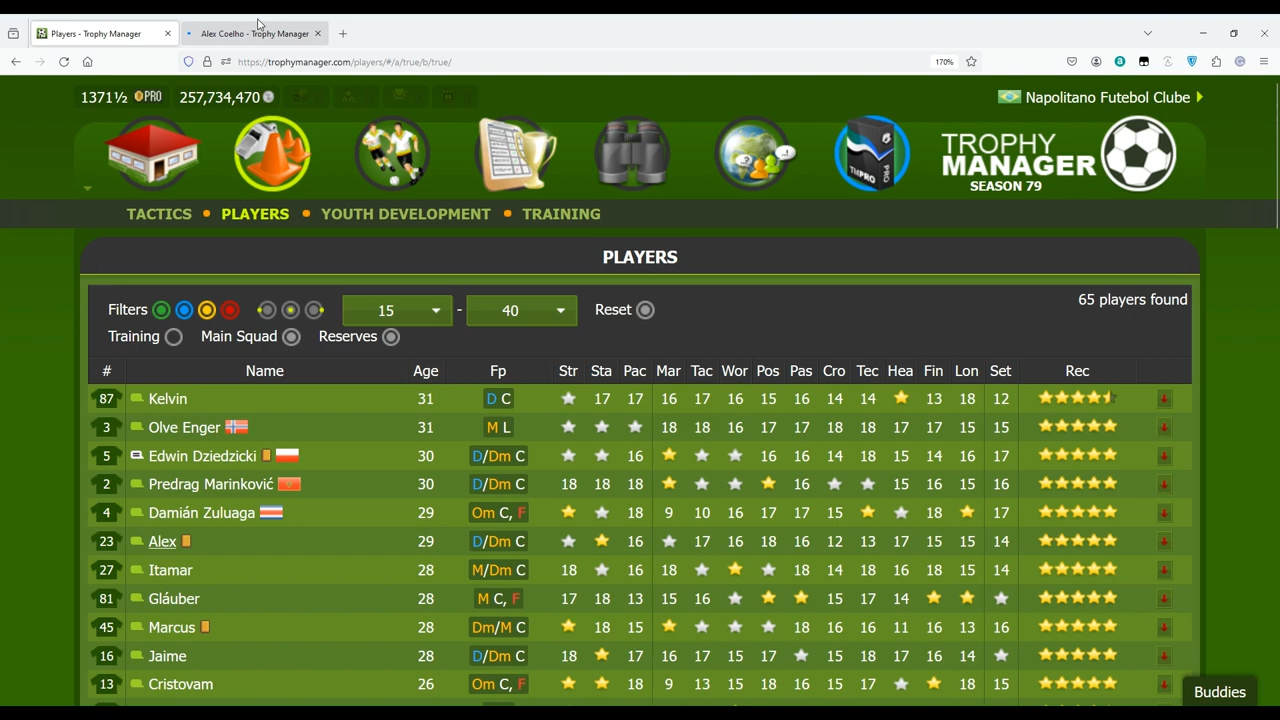 Players - Trophy Manager
Alex Coelho - Trophy Manager
https://trophymanager.com/players/#/a/true/b/true/
170%
1371½ PRO 257,734,470
Napolitano Futebol Clube
TROPHY
MANAGER
SEASON 79
TMPRO
TACTICS • PLAYERS • YOUTH DEVELOPMENT • TRAINING
PLAYERS
Filters 15 - 40 Reset 65 players found
Training Main Squad Reserves
# Name Age Fp Str Sta Pac Mar Tac Wor Pos Pas Cro Tec Hea Fin Lon Set Rec
87 Kelvin 31 D C 17 17 16 17 16 15 16 14 14 13 18 12
3 Olve Enger 31 M L 18 18 16 17 17 18 18 17 17 15 15
5 Edwin Dziedzicki 30 D/Dm C 16 16 16 14 18 15 14 16 17
2 Predrag Marinković 30 D/Dm C 18 18 18 16 15 16 15 16
4 Damián Zuluaga 29 Om C, F 18 9 10 16 17 17 15 18 17
23 Alex 29 D/Dm C 16 17 16 18 16 12 13 17 15 15 14
27 Itamar 28 M/Dm C 18 16 18 18 14 18 16 18 15 14
81 Gláuber 28 M C, F 17 18 13 15 16 15 17 14
45 Marcus 28 Dm/M C 18 15 18 16 16 11 16 13 16
16 Jaime 28 D/Dm C 18 17 16 17 15 17 15 18 17 16 14
13 Cristovam 26 Om C, F 18 9 13 15 18 16 15 17 18 15
Buddies